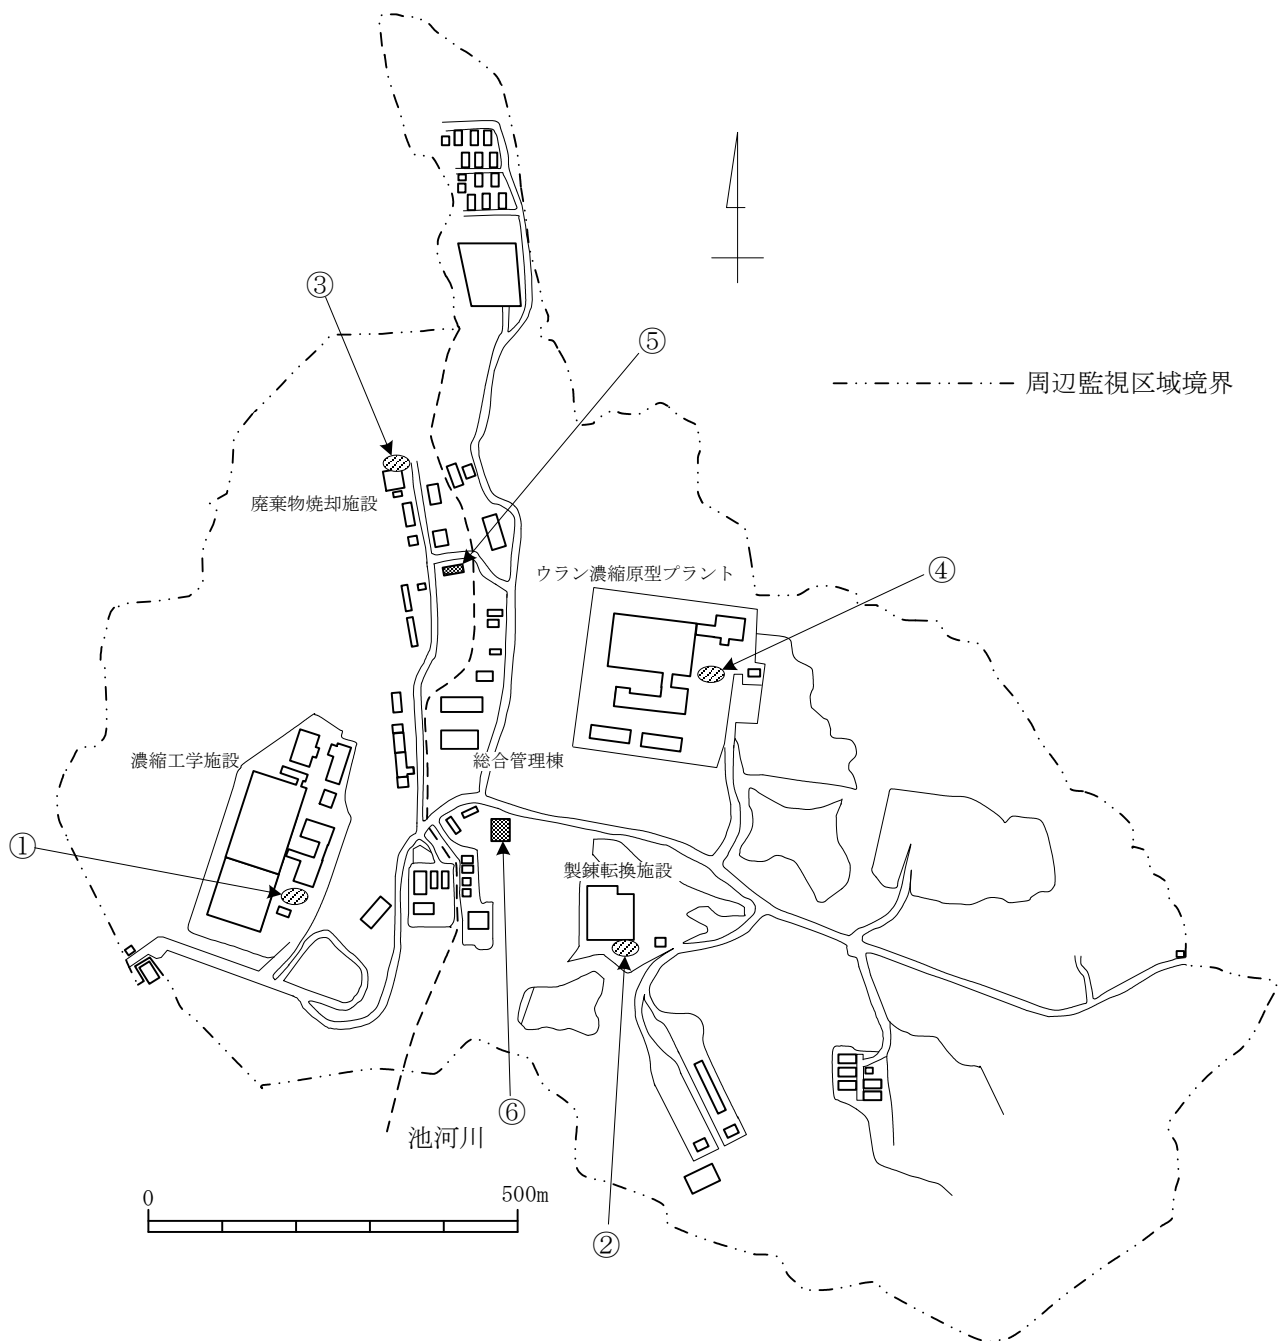 ③
⑤
周辺監視区域境界
廃棄物焼却施設
ウラン濃縮原型プラント
④
濃縮工学施設
総合管理棟
①
製錬転換施設
⑥
池河川
0
500m
②